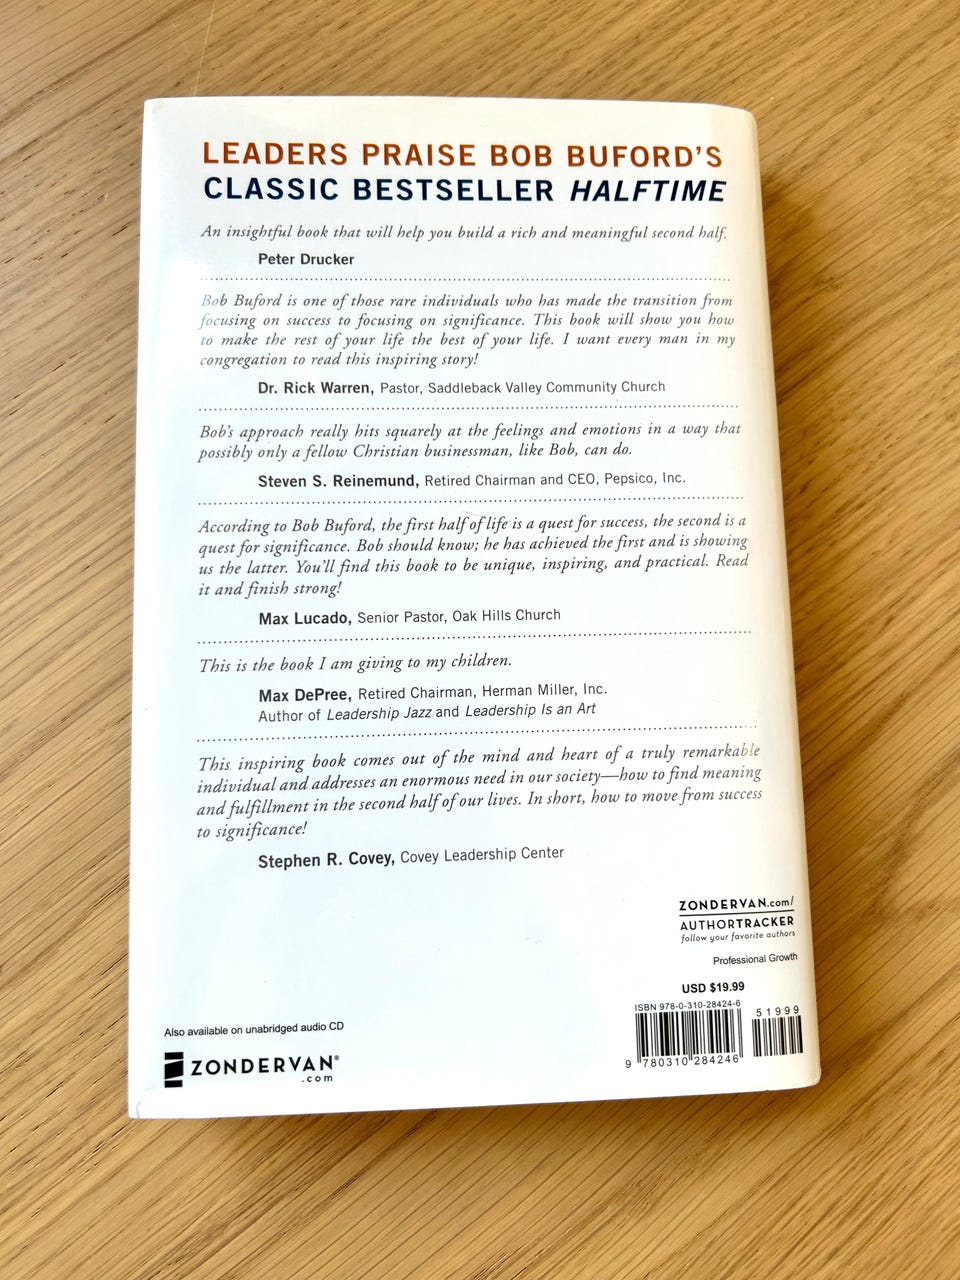 LEADERS PRAISE BOB BUFORD'S
CLASSIC BESTSELLER HALFTIME
An insightful book that will help you build a rich and meaningful second half.
Peter Drucker
Bob Buford is one of those rare individuals who has made the transition from
focusing on success to focusing on significance. This book will show you how
to make the rest of your life the best of your life. I want every man in my
congregation to read this inspiring story!
Dr. Rick Warren, Pastor, Saddleback Valley Community Church
Bob's approach really hits squarely at the feelings and emotions in a way that
possibly only a fellow Christian businessman, like Bob, can do.
Steven S. Reinemund, Retired Chairman and CEO, Pepsico, Inc.
According to Bob Buford, the first half of life is a quest for success, the second is a
quest for significance. Bob should know; he has achieved the first and is showing
us the latter. You'll find this book to be unique, inspiring, and practical. Read
it and finish strong!
Max Lucado, Senior Pastor, Oak Hills Church
This is the book I am giving to my children.
Max DePree, Retired Chairman, Herman Miller, Inc.
Author of Leadership Jazz and Leadership Is an Art
This inspiring book comes out of the mind and heart of a truly remarkable
individual and addresses an enormous need in our society—how to find meaning
and fulfillment in the second half of our lives. In short, how to move from success
to significance!
Stephen R. Covey, Covey Leadership Center
ZONDERVAN.com/
AUTHORTRACKER
follow your favorite authors
Professional Growth
USD $19.99
ISBN 978-0-310-28424-6
51999
9 780310 284246
Also available on unabridged audio CD
ZONDERVAN®
.com